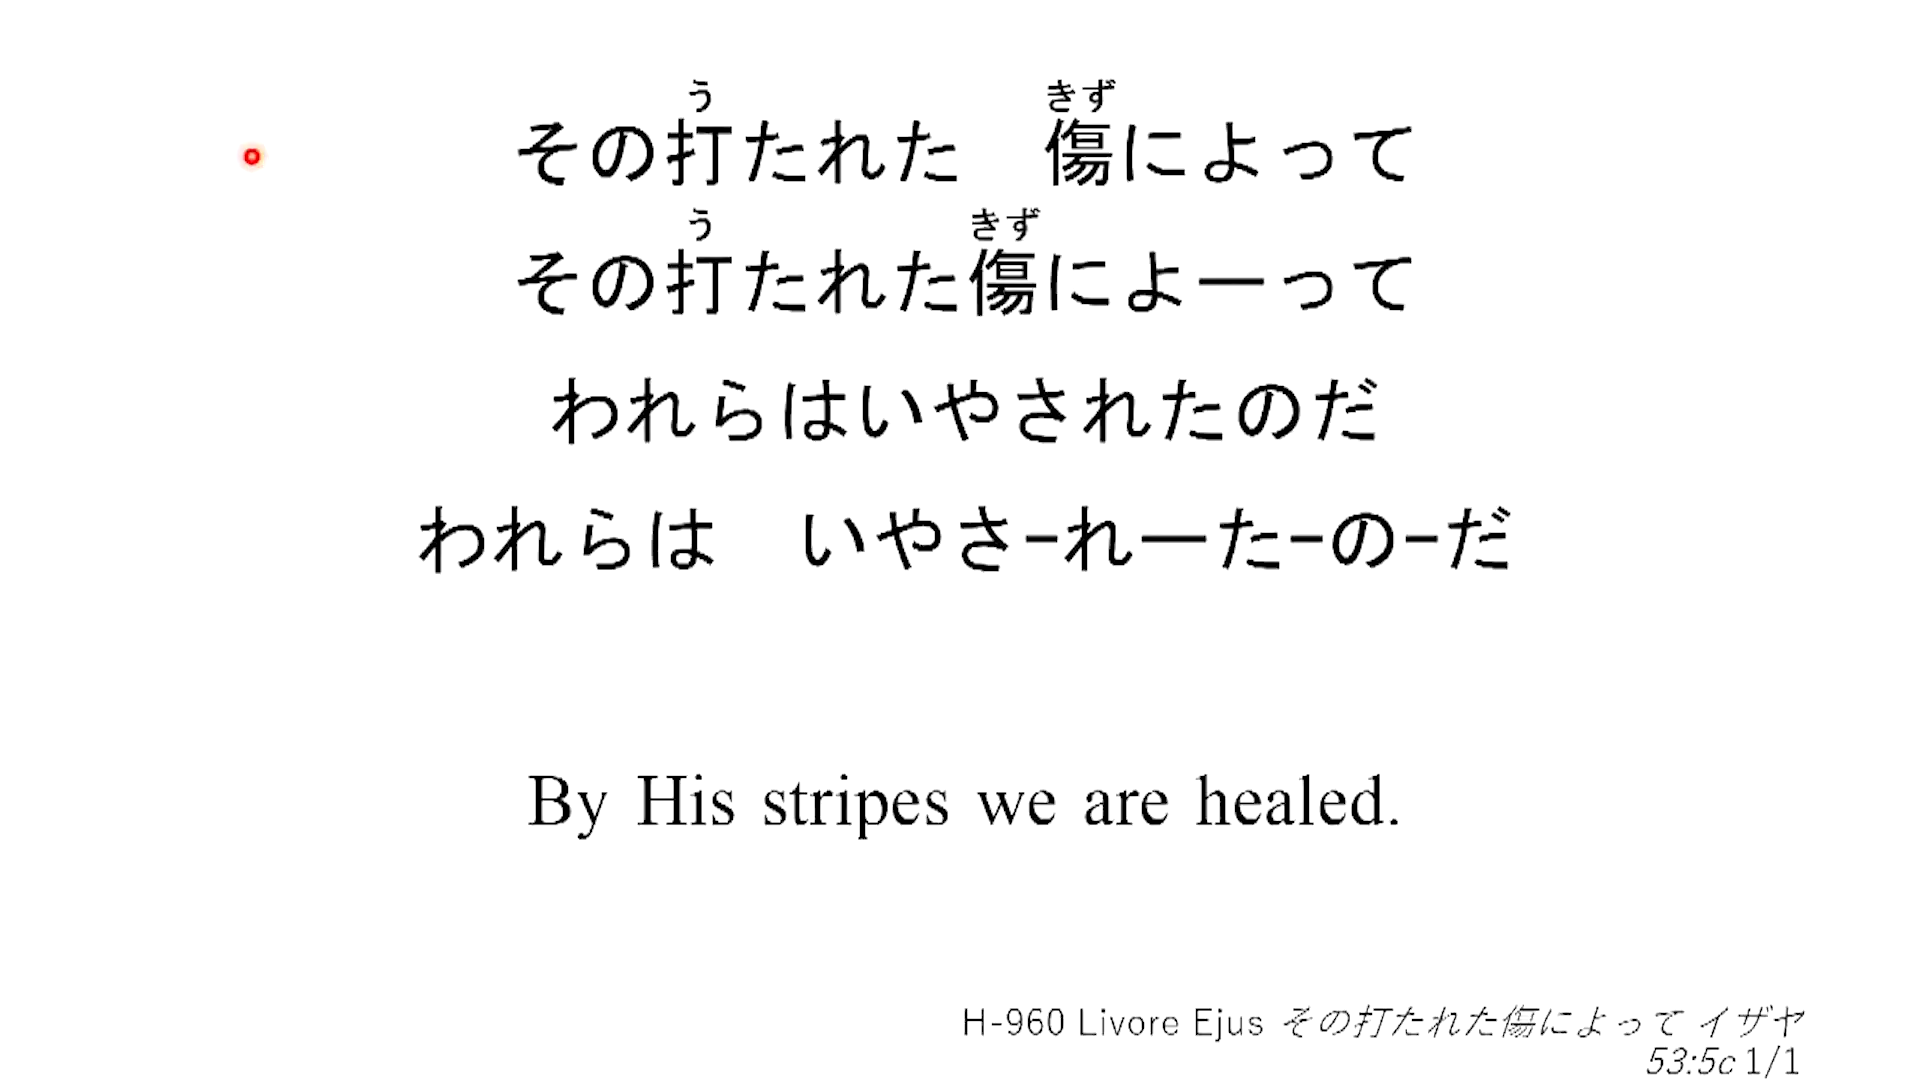 う きず
その打たれた　傷によって
う きず
その打たれた傷によーって
われらはいやされたのだ
われらは　いやさ-れーた-の-だ
By His stripes we are healed.
H-960 Livore Ejus その打たれた傷によって イザヤ
53:5c 1/1